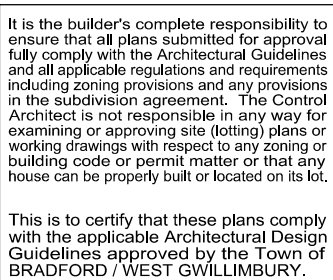 It is the builder's complete responsibility to
ensure that all plans submitted for approval
fully comply with the Architectural Guidelines
and all applicable regulations and requirements
including zoning provisions and any provisions
in the subdivision agreement. The Control
Architect is not responsible in any way for
examining or approving site (lotting) plans or
working drawings with respect to any zoning or
building code or permit matter or that any
house can be properly built or located on its lot.
This is to certify that these plans comply
with the applicable Architectural Design
Guidelines approved by the Town of
BRADFORD / WEST GWILLIMBURY.